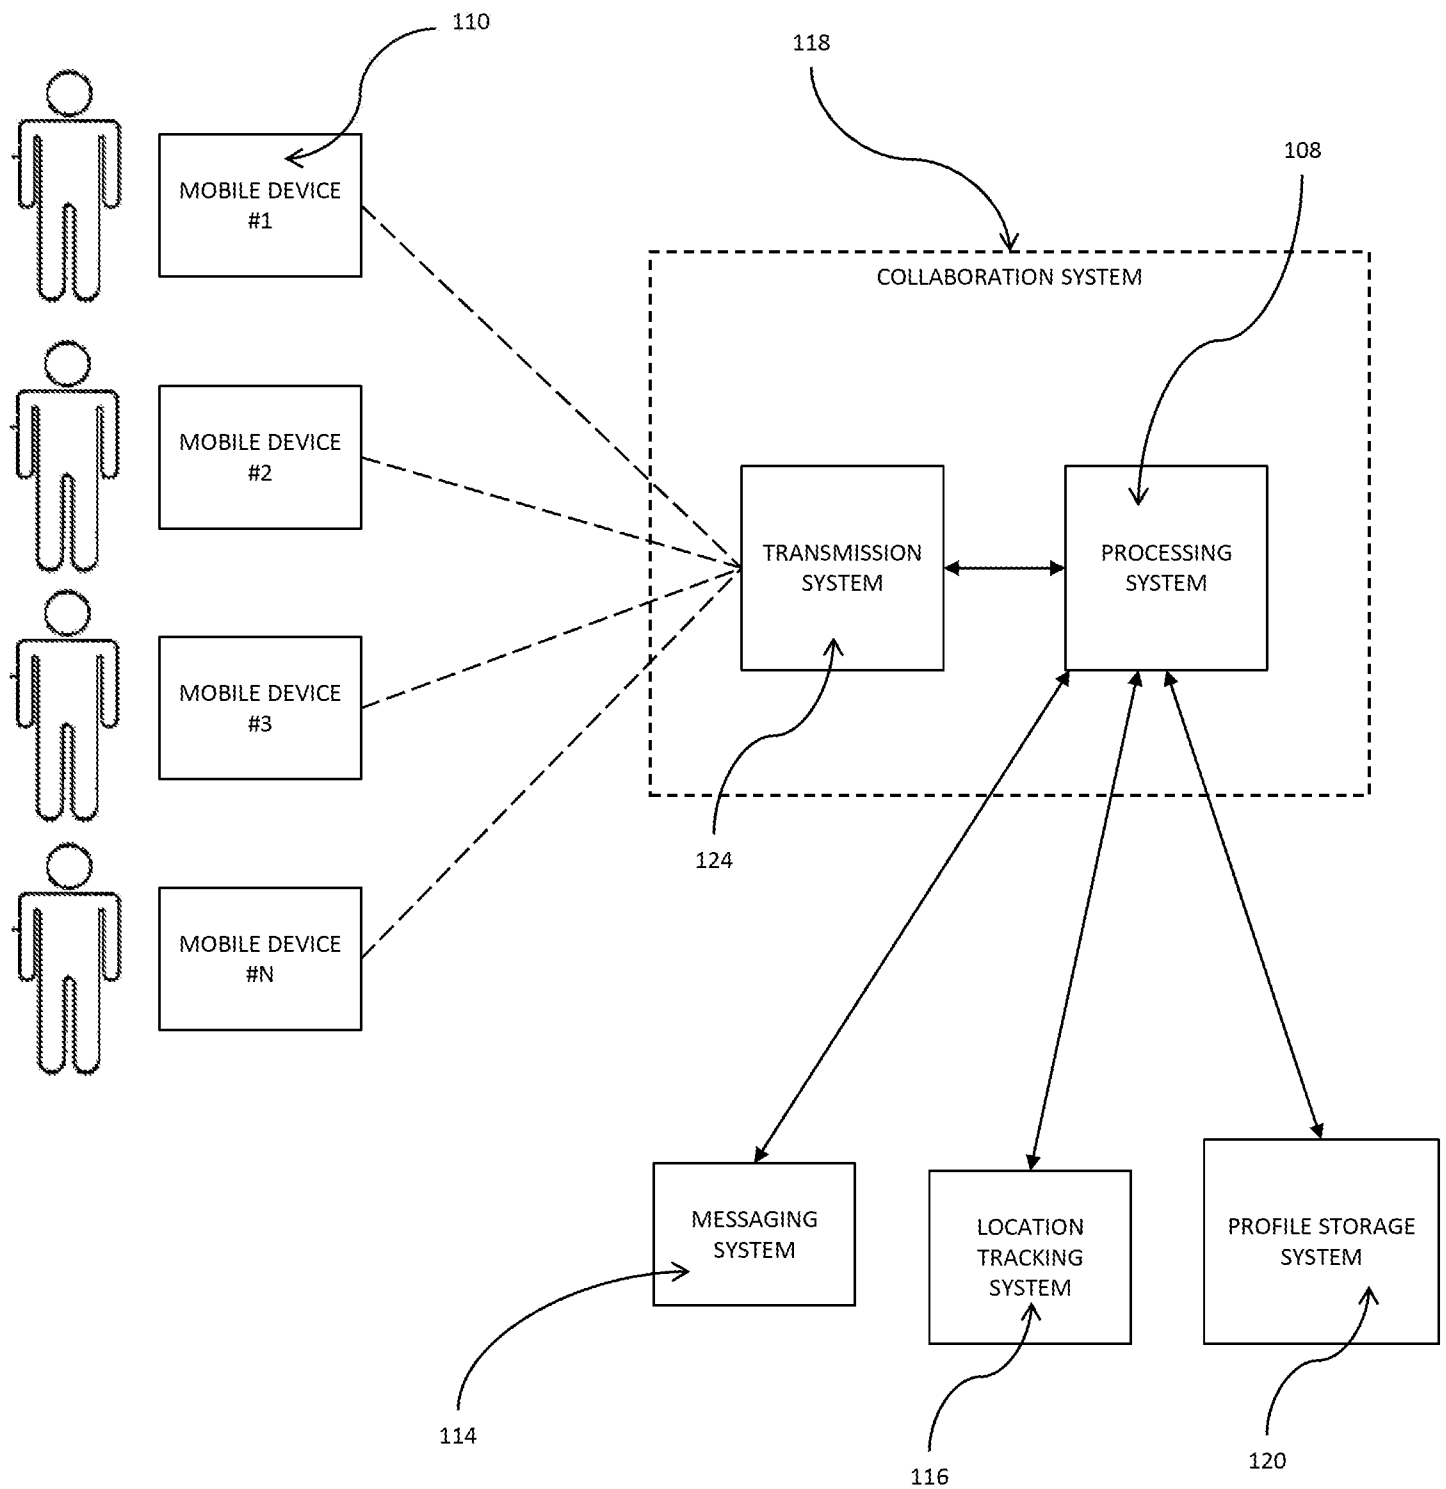 110
118
108
MOBILE DEVICE
#1
COLLABORATION SYSTEM
MOBILE DEVICE
#2
TRANSMISSION
SYSTEM
PROCESSING
SYSTEM
MOBILE DEVICE
#3
124
MOBILE DEVICE
#N
MESSAGING
SYSTEM
LOCATION
TRACKING
SYSTEM
PROFILE STORAGE
SYSTEM
114
116
120